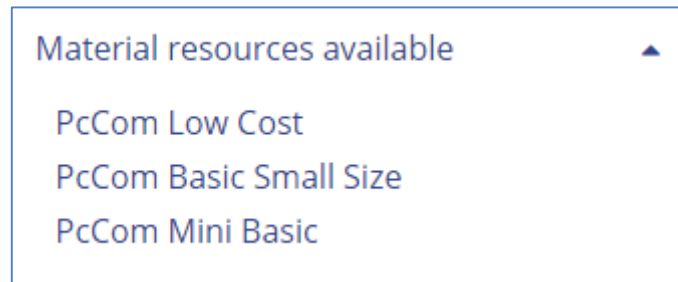 Material resources available
PcCom Low Cost
PcCom Basic Small Size
PcCom Mini Basic